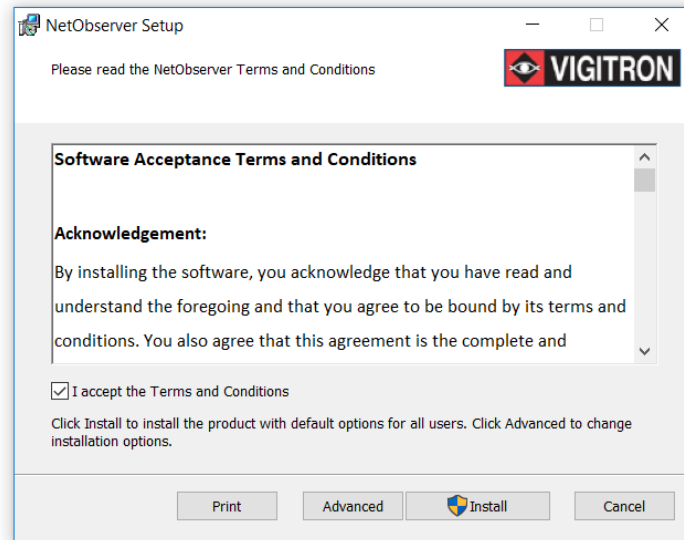 NetObserver Setup
Please read the NetObserver Terms and Conditions
VIGITRON
Software Acceptance Terms and Conditions
Acknowledgement:
By installing the software, you acknowledge that you have read and
understand the foregoing and that you agree to be bound by its terms and
conditions. You also agree that this agreement is the complete and
I accept the Terms and Conditions
Click Install to install the product with default options for all users. Click Advanced to change
installation options.
Print
Advanced
Install
Cancel